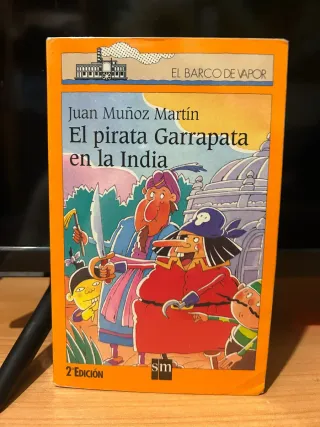 EL BARCO DE VAPOR
Juan Muñoz Martín
El pirata Garrapata
en la India
2ª EDICIÓN
sm